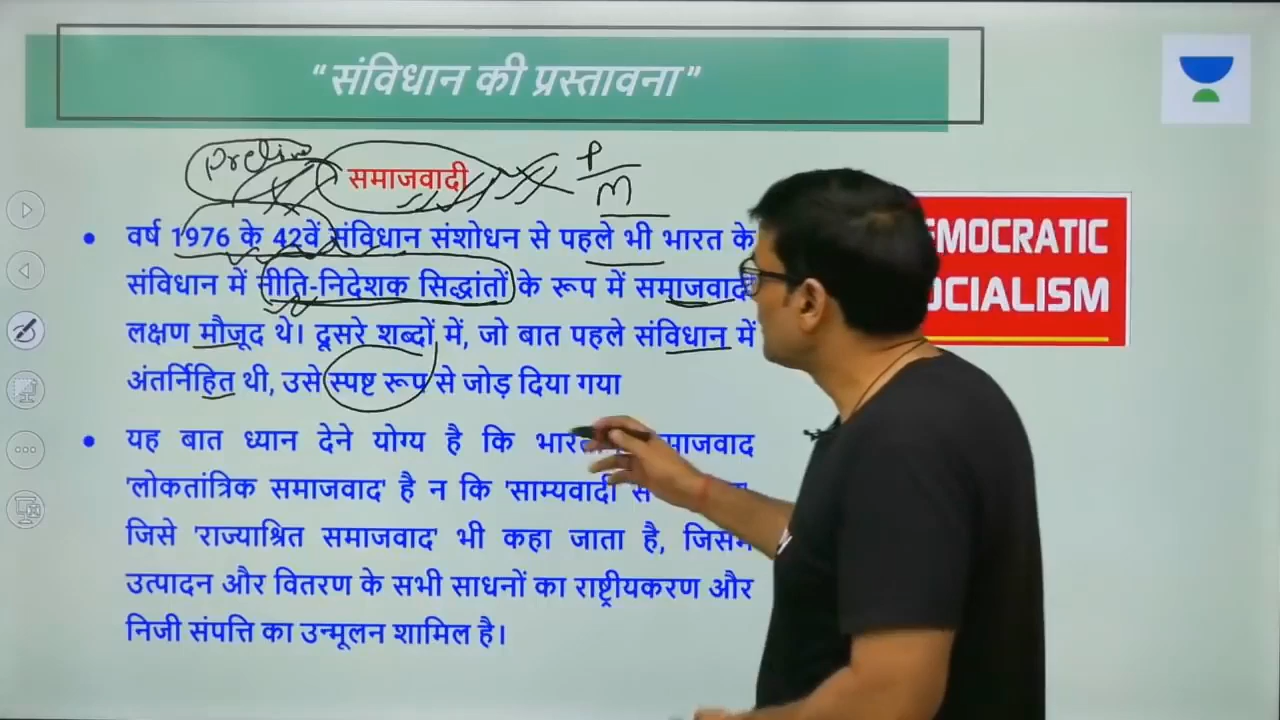 “संविधान की प्रस्तावना”
समाजवादी
P
M
वर्ष 1976 के 42वें संविधान संशोधन से पहले भी भारत के
संविधान में नीति-निदेशक सिद्धांतों के रूप में समाजवादी
लक्षण मौजूद थे। दूसरे शब्दों में, जो बात पहले संविधान में
अंतर्निहित थी, उसे स्पष्ट रूप से जोड़ दिया गया
यह बात ध्यान देने योग्य है कि समाजवाद
'लोकतांत्रिक समाजवाद' है न कि 'साम्यवादी
जिसे 'राज्याश्रित समाजवाद' भी कहा जाता है, जिसमें
उत्पादन और वितरण के सभी साधनों का राष्ट्रीयकरण और
निजी संपत्ति का उन्मूलन शामिल है।
EMOCRATIC
OCIALISM